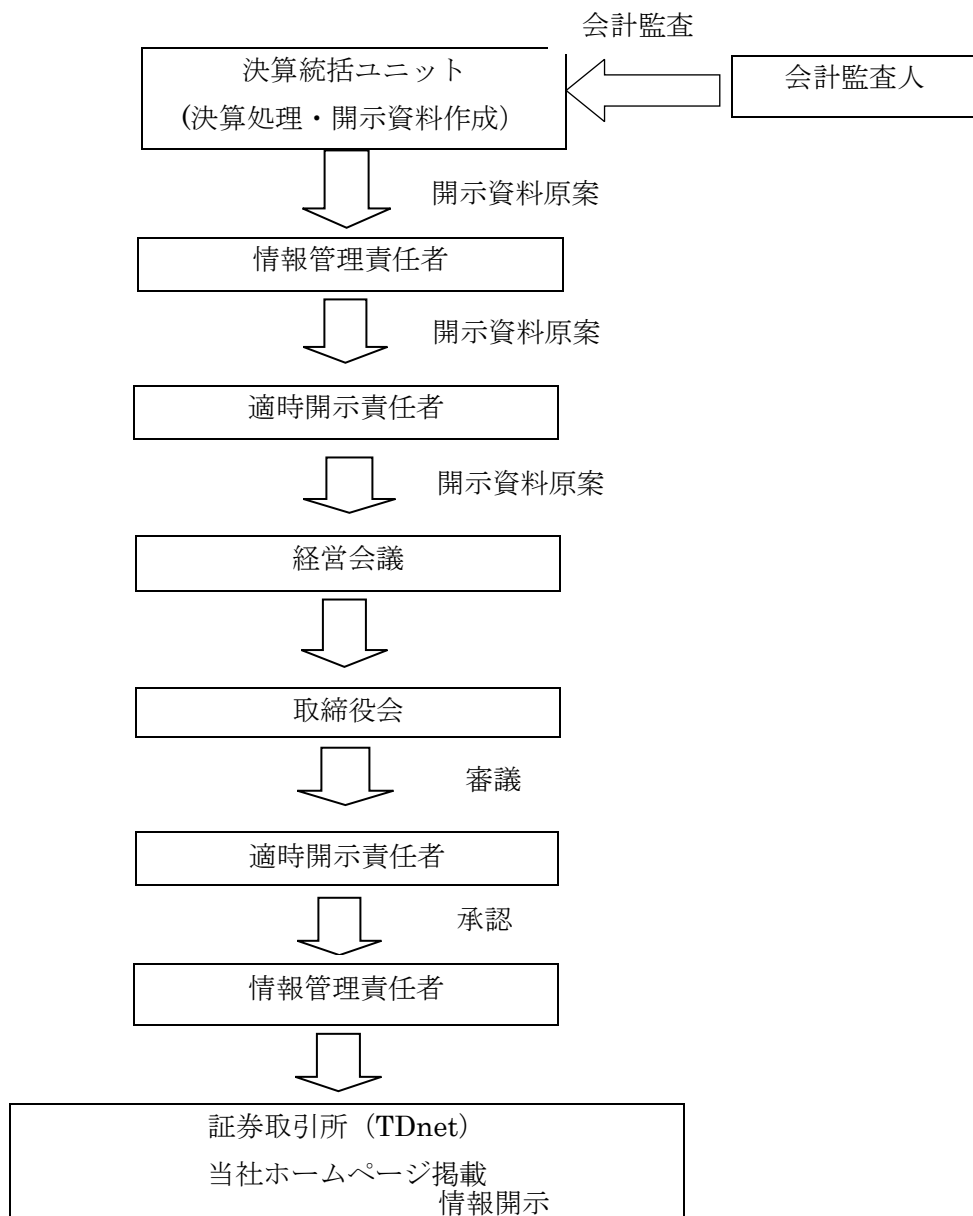 会計監査
決算統括ユニット
会計監査人
(決算処理・開示資料作成）
開示資料原案
情報管理責任者
開示資料原案
適時開示責任者
開示資料原案
経営会議
取締役会
審議
適時開示責任者
承認
情報管理責任者
証券取引所（TDnet）
当社ホームページ掲載
情報開示